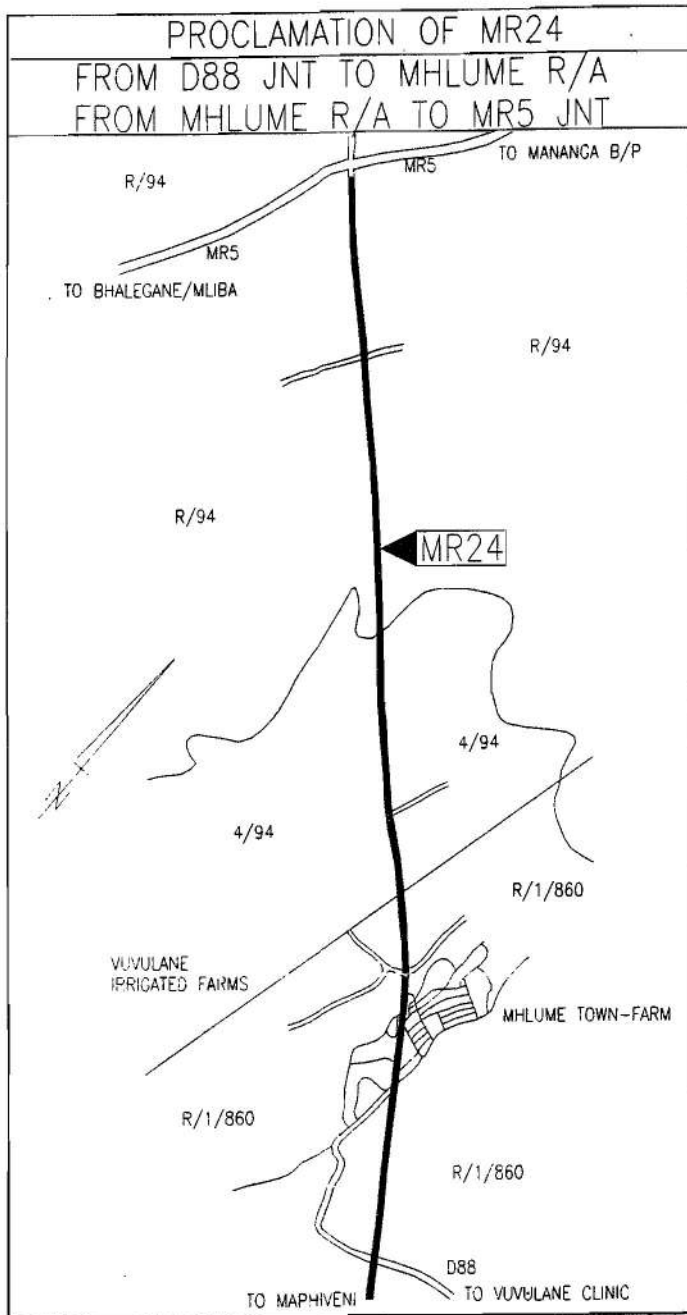 PROCLAMATION OF MR24
FROM D88 JNT TO MHLUME R/A
FROM MHLUME R/A TO MR5 JNT
TO MANANGA B/P
MR5
R/94
MR5
TO BHALEGANE/MLIBA
R/94
R/94
MR24
4/94
N
4/94
R/1/860
VUVULANE
IRRIGATED FARMS
MHLUME TOWN-FARM
R/1/860
R/1/860
D88
TO MAPHIVENI
TO VUVULANE CLINIC